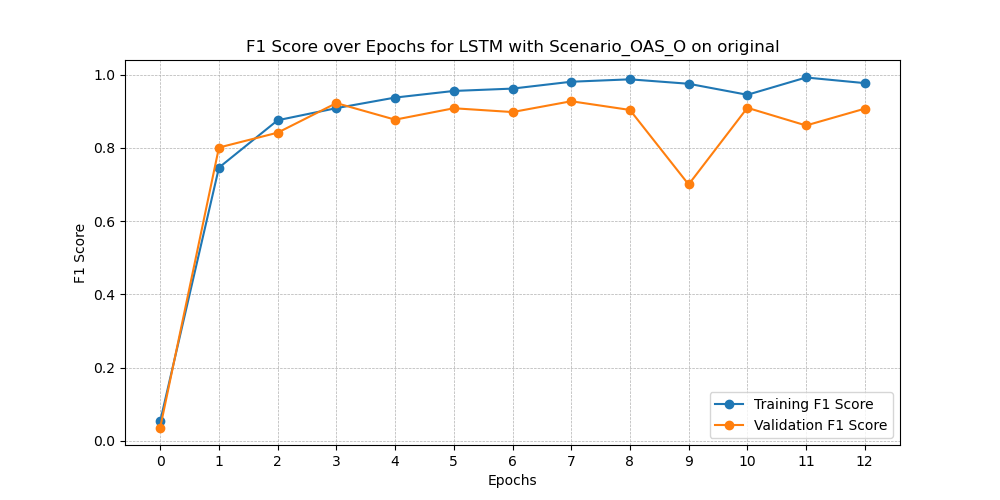 F1 Score over Epochs for LSTM with Scenario_OAS_O on original
1.0
0.8
0.6
0.4
0.2
0.0
F1 Score
0 1 2 3 4 5 6 7 8 9 10 11 12
Epochs
Training F1 Score
Validation F1 Score